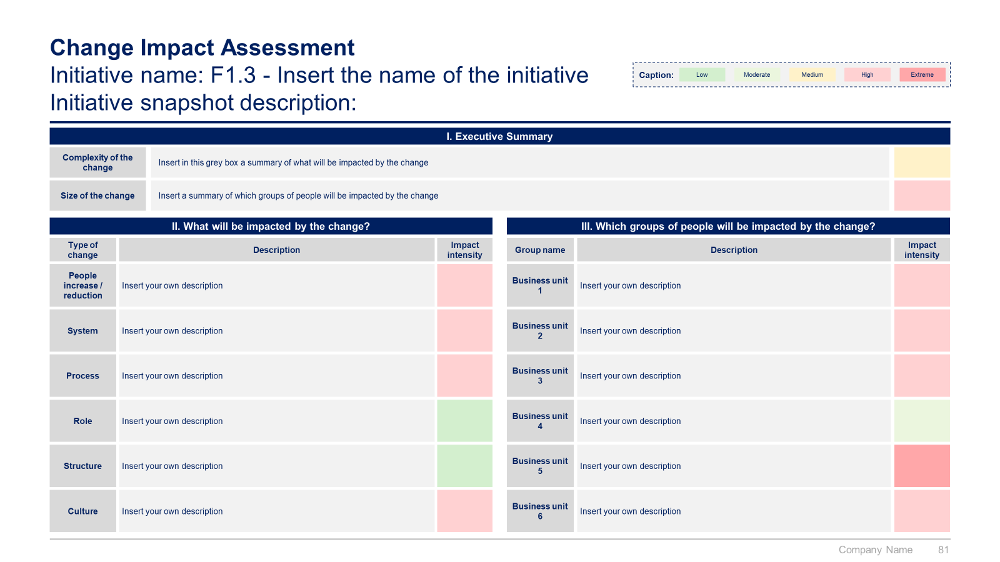 Change Impact Assessment
Initiative name: F1.3 - Insert the name of the initiative
Initiative snapshot description:
Caption:
Low
Moderate
Medium
High
Extreme
I. Executive Summary
Complexity of the
change
Insert in this grey box a summary of what will be impacted by the change
Size of the change
Insert a summary of which groups of people will be impacted by the change
II. What will be impacted by the change?
Type of
change
Description
Impact
intensity
People
increase /
reduction
Insert your own description
System
Insert your own description
Process
Insert your own description
Role
Insert your own description
Structure
Insert your own description
Culture
Insert your own description
III. Which groups of people will be impacted by the change?
Group name
Description
Impact
intensity
Business unit
1
Insert your own description
Business unit
2
Insert your own description
Business unit
3
Insert your own description
Business unit
4
Insert your own description
Business unit
5
Insert your own description
Business unit
6
Insert your own description
Company Name
81